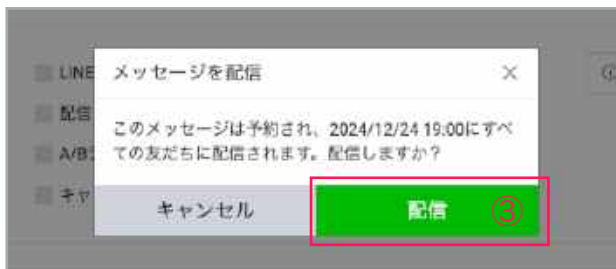 LINE
メッセージを配信
×
配信
このメッセージは予約され、2024/12/24 19:00にすべ
A/B
ての友だちに配信されます。配信しますか？
キャ
キャンセル
配信 ③